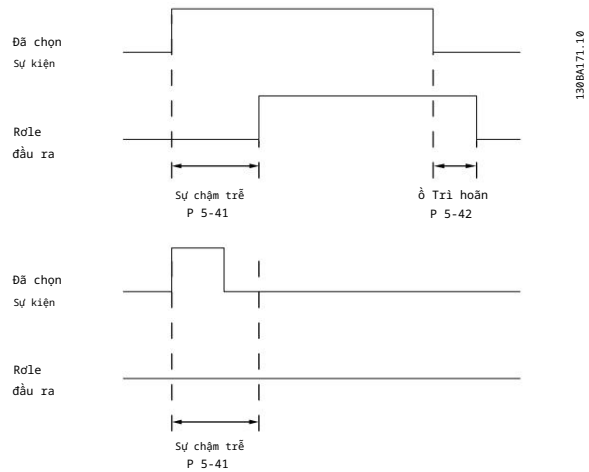 Đã chọn
Sự kiện
130BA171.10
Rơle
đầu ra
Sự chậm trễ
P 5-41
ồ Trì hoãn
P 5-42
Đã chọn
Sự kiện
Rơle
đầu ra
Sự chậm trễ
P 5-41